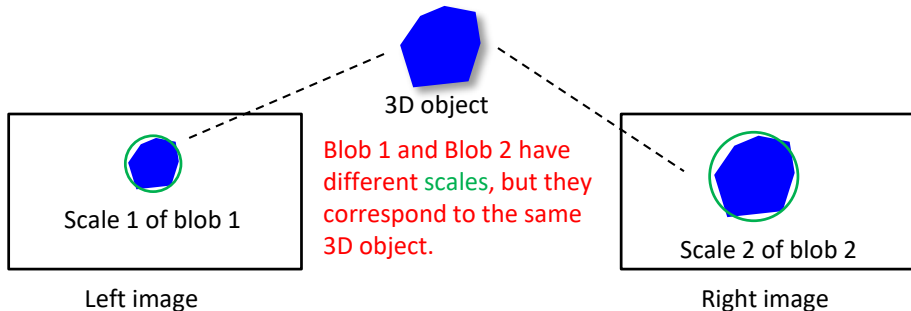 3D object
Blob 1 and Blob 2 have
different scales, but they
correspond to the same
3D object.
Scale 1 of blob 1
Scale 2 of blob 2
Left image
Right image